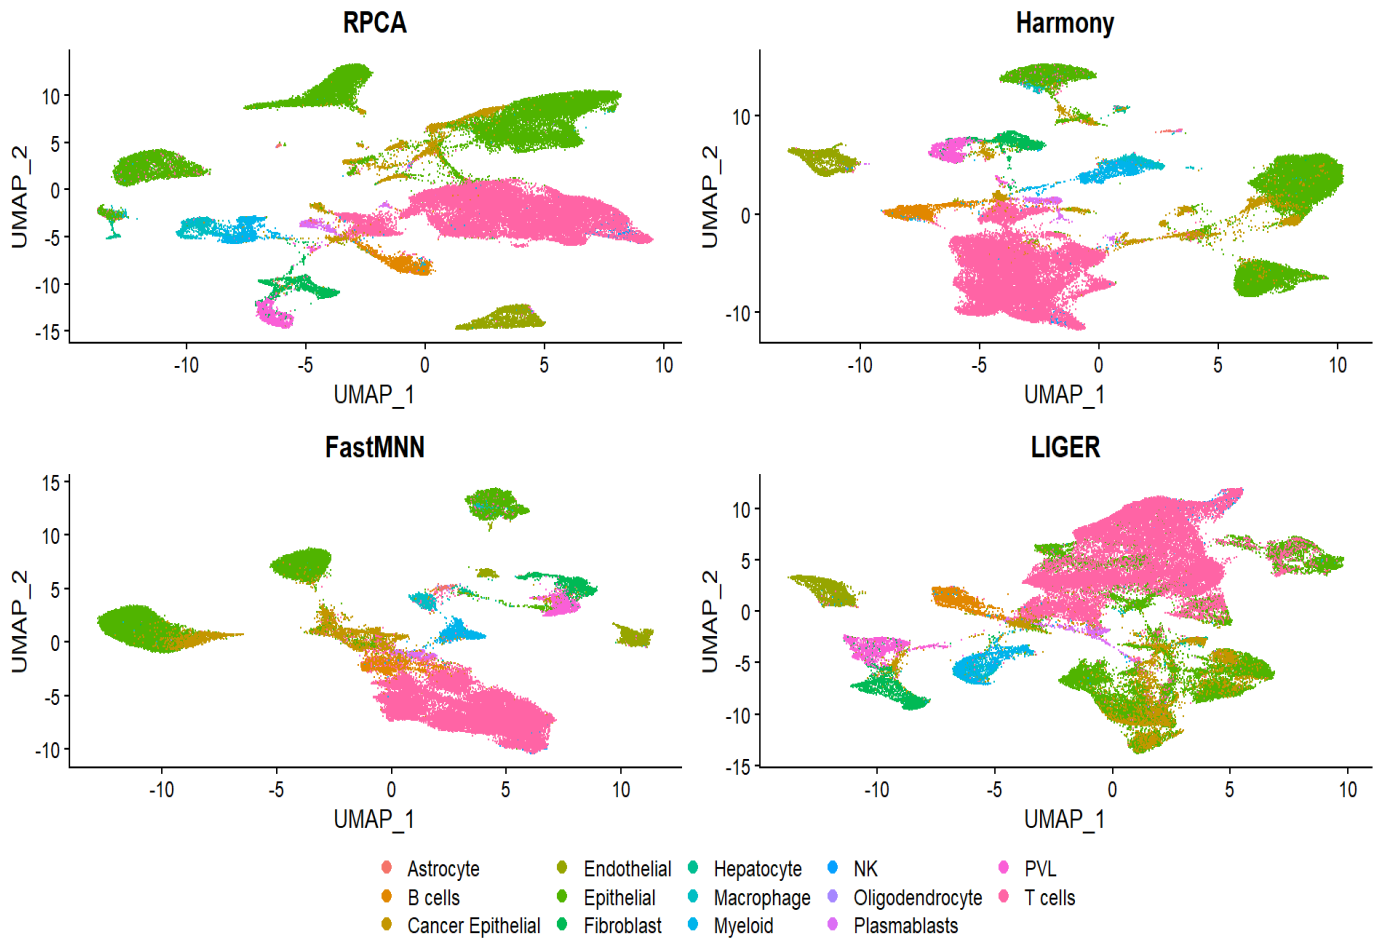 RPCA
Harmony
10
5
0
-5
-10
-15
UMAP_2
-10
-5
0
5
10
UMAP_1
10
0
-10
UMAP_2
-10
-5
0
5
10
UMAP_1
FastMNN
LIGER
15
10
5
0
-5
-10
UMAP_2
-10
-5
0
5
10
UMAP_1
10
5
0
-5
-10
-15
UMAP_2
-10
-5
0
5
10
UMAP_1
Astrocyte Endothelial Hepatocyte NK PVL
B cells Epithelial Macrophage Oligodendrocyte T cells
Cancer Epithelial Fibroblast Myeloid Plasmablasts